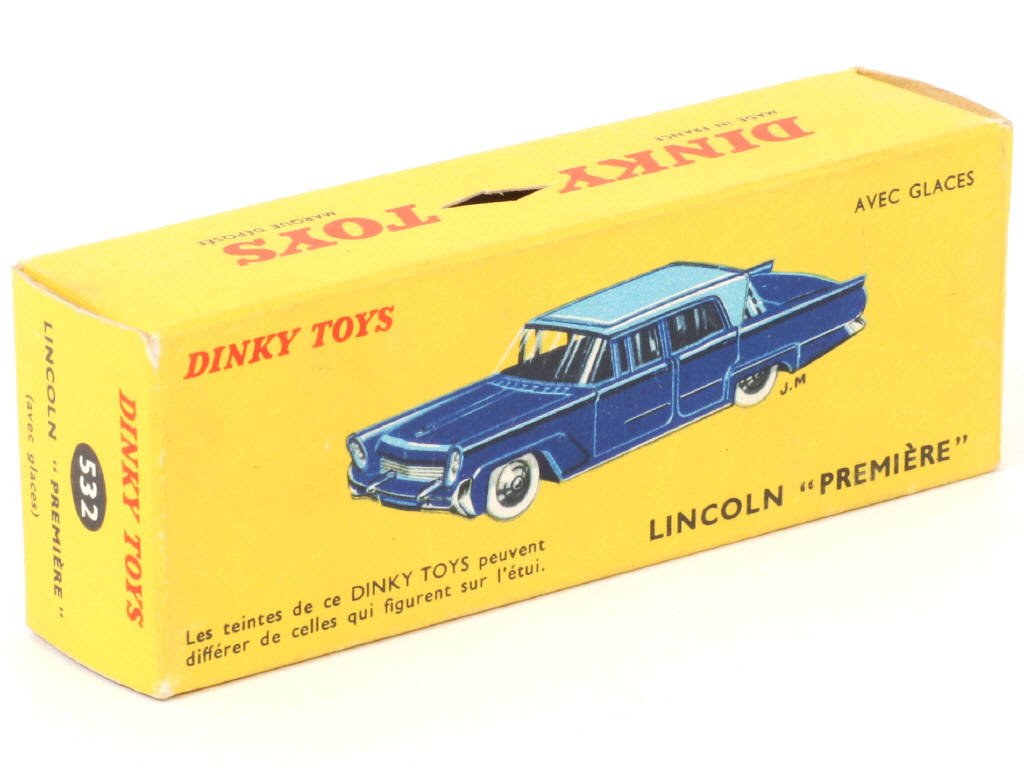 DINKY TOYS
MADE IN FRANCE
MARQUE DÉPOSÉE
AVEC GLACES
DINKY TOYS
J.M
LINCOLN “PREMIÈRE”
Les teintes de ce DINKY TOYS peuvent
différer de celles qui figurent sur l'étui.
DINKY TOYS
532
LINCOLN “PREMIÈRE”
(avec glaces)